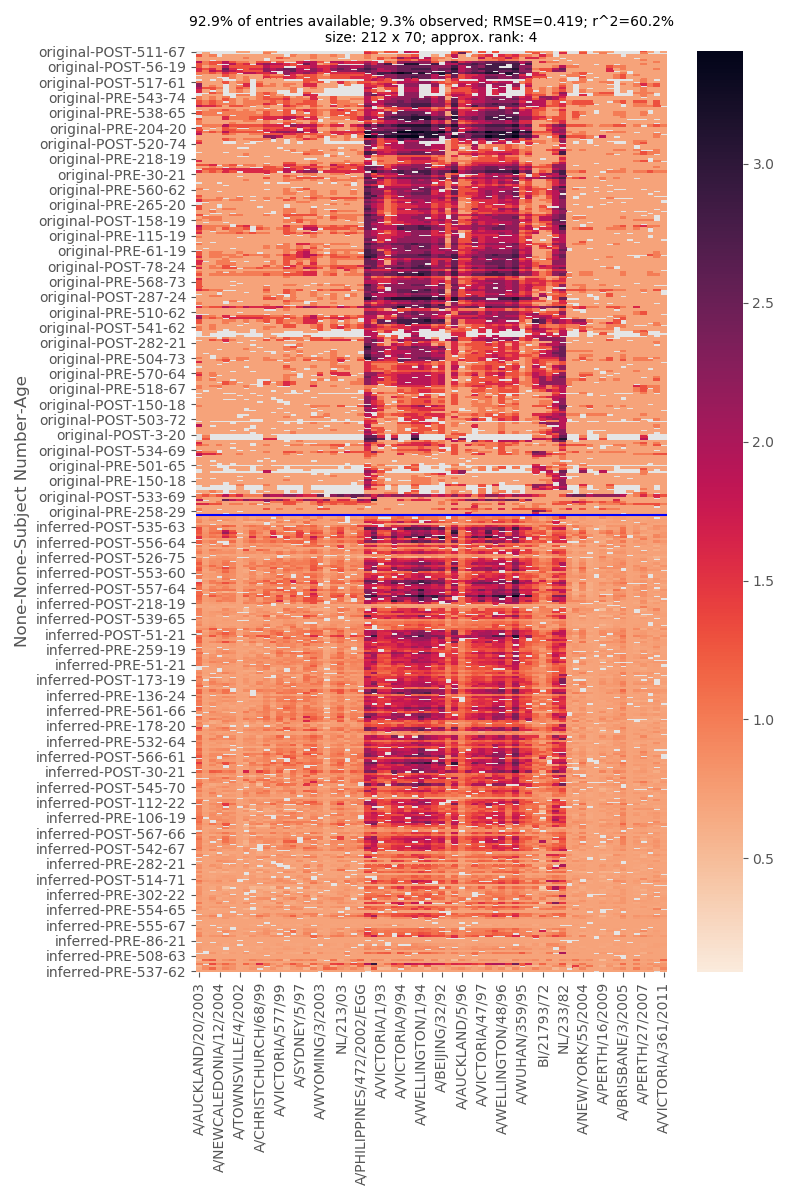 92.9% of entries available; 9.3% observed; RMSE=0.419; r^2=60.2%
size: 212 x 70; approx. rank: 4
None-None-Subject Number-Age
original-POST-511-67
original-POST-56-19
original-POST-517-61
original-PRE-543-74
original-PRE-538-65
original-PRE-204-20
original-POST-520-74
original-PRE-218-19
original-PRE-30-21
original-PRE-560-62
original-PRE-265-20
original-POST-158-19
original-PRE-115-19
original-PRE-61-19
original-POST-78-24
original-PRE-568-73
original-POST-287-24
original-PRE-510-62
original-POST-541-62
original-POST-282-21
original-PRE-504-73
original-PRE-570-64
original-PRE-518-67
original-POST-150-18
original-POST-503-72
original-POST-3-20
original-POST-534-69
original-PRE-501-65
original-PRE-150-18
original-POST-533-69
original-PRE-258-29
inferred-POST-535-63
inferred-POST-556-64
inferred-POST-526-75
inferred-POST-553-60
inferred-POST-557-64
inferred-POST-218-19
inferred-POST-539-65
inferred-POST-51-21
inferred-PRE-259-19
inferred-PRE-51-21
inferred-POST-173-19
inferred-PRE-136-24
inferred-PRE-561-66
inferred-PRE-178-20
inferred-PRE-532-64
inferred-POST-566-61
inferred-POST-30-21
inferred-POST-545-70
inferred-POST-112-22
inferred-PRE-106-19
inferred-POST-567-66
inferred-POST-542-67
inferred-PRE-282-21
inferred-POST-514-71
inferred-PRE-302-22
inferred-PRE-554-65
inferred-PRE-555-67
inferred-PRE-86-21
inferred-PRE-508-63
inferred-PRE-537-62
A/AUCKLAND/20/2003
A/NEWCALEDONIA/12/2004
A/TOWNSVILLE/4/2002
A/CHRISTCHURCH/68/99
A/VICTORIA/577/99
A/SYDNEY/5/97
A/WYOMING/3/2003
NL/213/03
A/PHILIPPINES/472/2002/EGG
A/VICTORIA/1/93
A/VICTORIA/9/94
A/WELLINGTON/1/94
A/BEIJING/32/92
A/AUCKLAND/5/96
A/VICTORIA/47/97
A/WELLINGTON/48/96
A/WUHAN/359/95
BI/21793/72
NL/233/82
A/NEW/YORK/55/2004
A/PERTH/16/2009
A/BRISBANE/3/2005
A/PERTH/27/2007
A/VICTORIA/361/2011
3.0
2.5
2.0
1.5
1.0
0.5